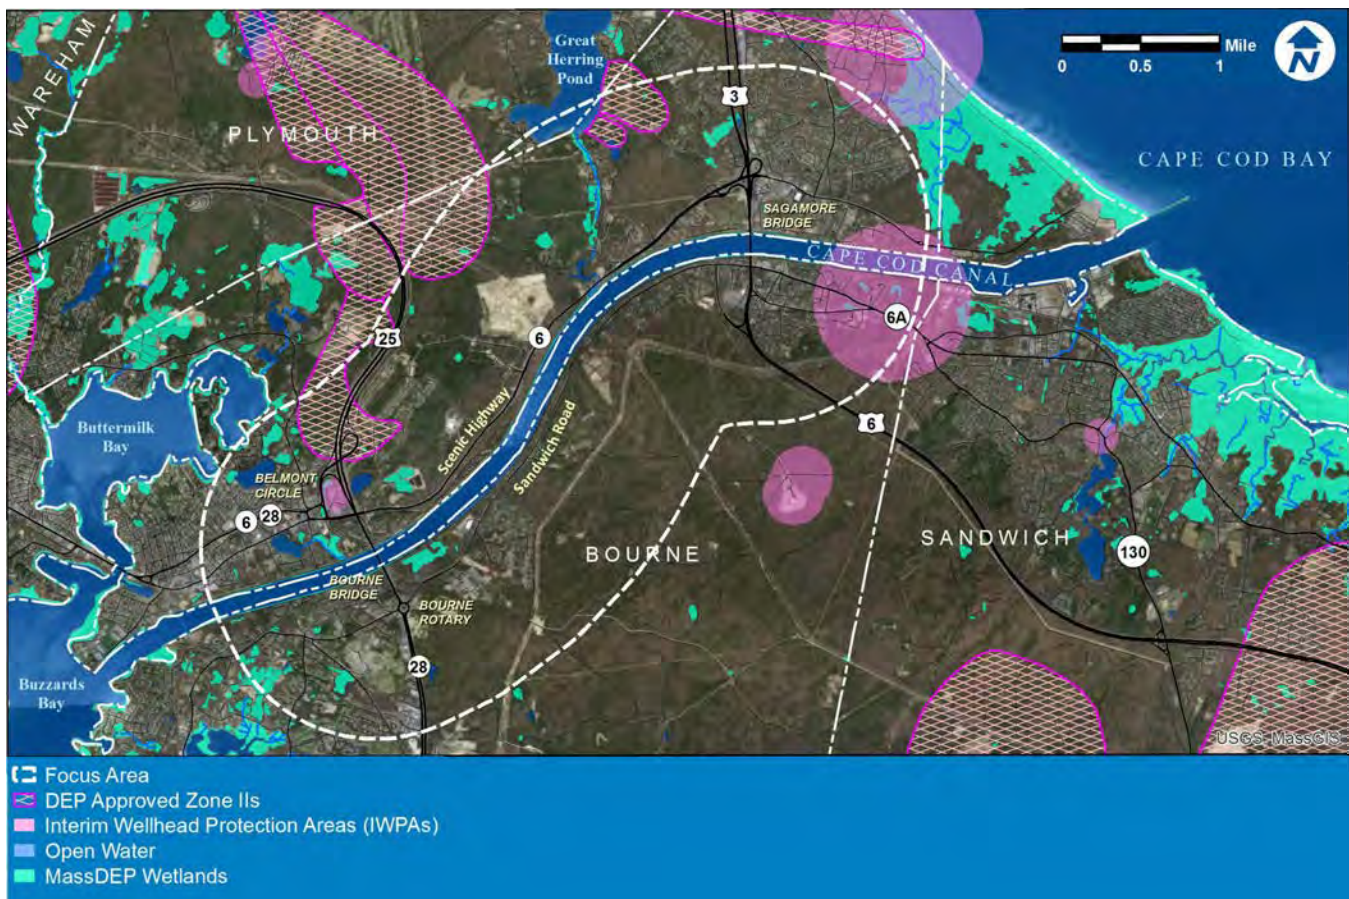 WAREHAM
PLYMOUTH
Great
Herring
Pond
3
0 0.5 1
Mile
N
CAPE COD BAY
SAGAMORE
BRIDGE
CAPE COD CANAL
6A
25
6
Scenic Highway
Sandwich Road
6
Buttermilk
Bay
BELMONT
CIRCLE
6 28
BOURNE
SANDWICH
130
BOURNE
BRIDGE
BOURNE
ROTARY
28
Buzzards
Bay
USGS, MassGIS
Focus Area
DEP Approved Zone IIs
Interim Wellhead Protection Areas (IWPAs)
Open Water
MassDEP Wetlands